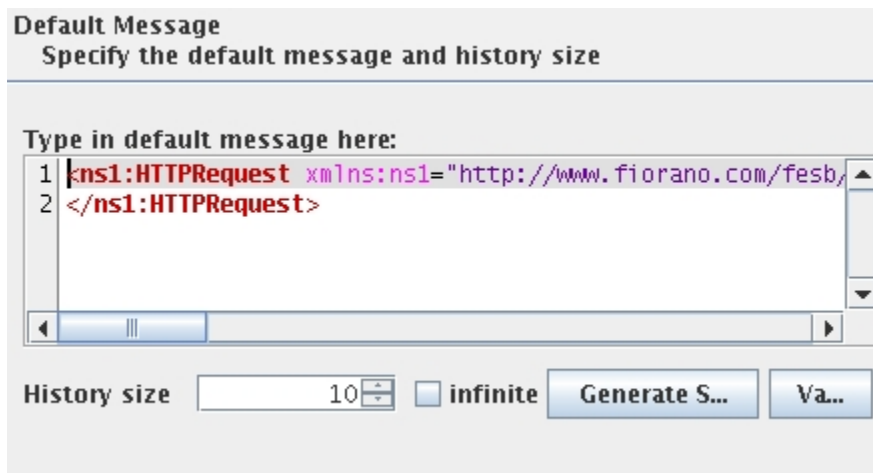 Default Message
Specify the default message and history size
Type in default message here:
1 <ns1:HTTPRequest xmlns:ns1="http://www.fiorano.com/fesb/
2 </ns1:HTTPRequest>
History size 10 infinite Generate S... Va...